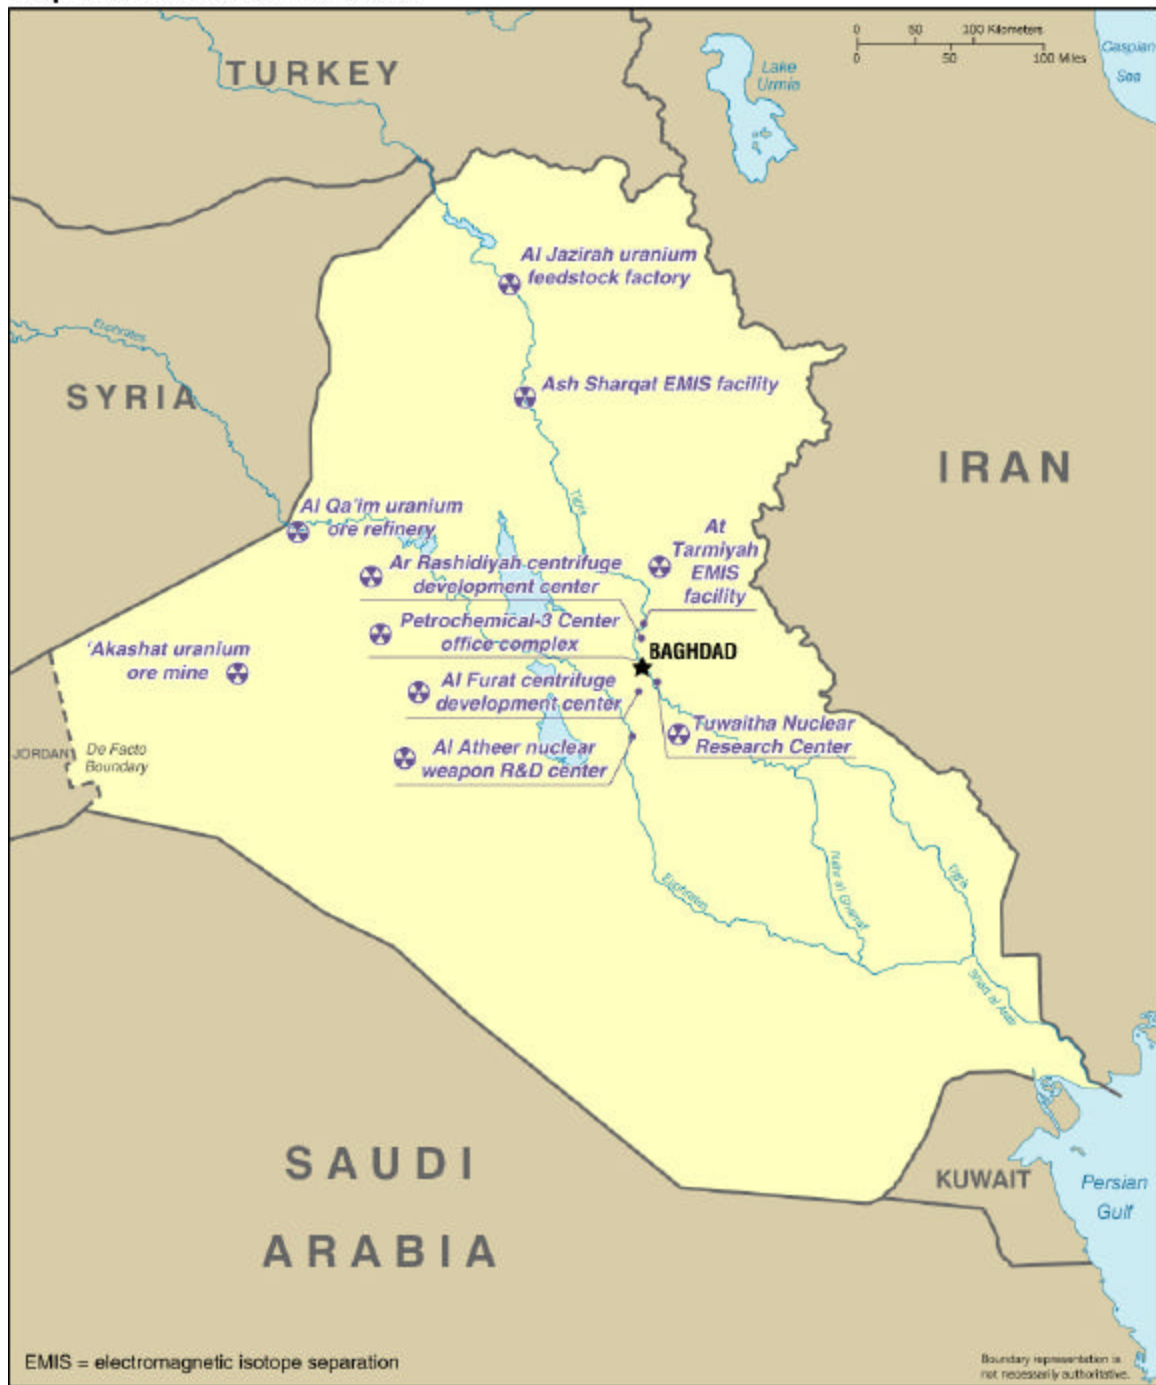 TURKEY
0 50 100 Kilometers
0 50 100 Miles
Lake
Urmia
Caspian
Sea
Al Jazirah uranium
feedstock factory
Euphrates
SYRIA
Ash Sharqat EMIS facility
IRAN
Al Qa'im uranium
ore refinery
Tigris
At
Tarmiyah
EMIS
facility
Ar Rashidiyah centrifuge
development center
Petrochemical-3 Center
office complex
BAGHDAD
'Akashat uranium
ore mine
Al Furat centrifuge
development center
Tuwaitha Nuclear
Research Center
JORDAN
De Facto
Boundary
Al Atheer nuclear
weapon R&D center
Euphrates
Tigris
Shatt al Arab
SAUDI
ARABIA
KUWAIT
Persian
Gulf
EMIS = electromagnetic isotope separation
Boundary representation is
not necessarily authoritative.